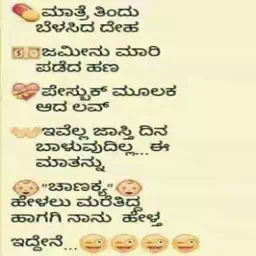 💊ಮಾತ್ರೆ ತಿಂದು
ಬೆಳಸಿದ ದೇಹ
💵ಜಮೀನು ಮಾರಿ
ಪಡೆದ ಹಣ
💝ಪೇಸ್ಬುಕ್ ಮೂಲಕ
ಆದ ಲವ್
👐ಇವೆಲ್ಲ ಜಾಸ್ತಿ ದಿನ
ಬಾಳುವುದಿಲ್ಲ... ಈ
ಮಾತನ್ನು
👶"ಚಾಣಕ್ಯ"👶
ಹೇಳಲು ಮರೆತಿದ್ದ
ಹಾಗಗಿ ನಾನು ಹೇಳ್ತ
ಇದ್ದೇನೆ...😜😜😜😜